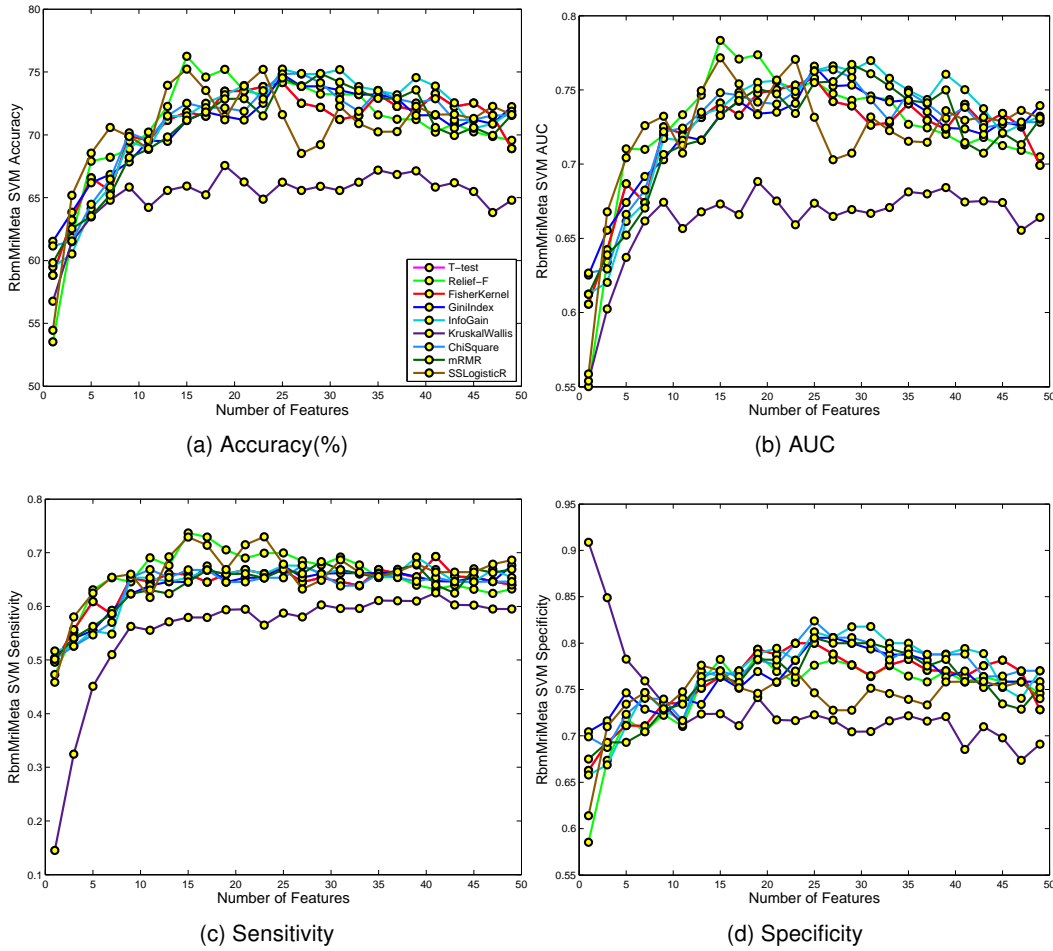 80
75
70
65
60
55
50
RbmMriMeta SVM Accuracy
T-test
Relief-F
FisherKernel
GiniIndex
InfoGain
KruskalWallis
ChiSquare
mRMR
SSLogisticR
0 5 10 15 20 25 30 35 40 45 50
Number of Features
(a) Accuracy(%)
0.8
0.75
0.7
0.65
0.6
0.55
RbmMriMeta SVM AUC
0 5 10 15 20 25 30 35 40 45 50
Number of Features
(b) AUC
0.8
0.7
0.6
0.5
0.4
0.3
0.2
0.1
RbmMriMeta SVM Sensitivity
0 5 10 15 20 25 30 35 40 45 50
Number of Features
(c) Sensitivity
0.95
0.9
0.85
0.8
0.75
0.7
0.65
0.6
0.55
RbmMriMeta SVM Specificity
0 5 10 15 20 25 30 35 40 45 50
Number of Features
(d) Specificity